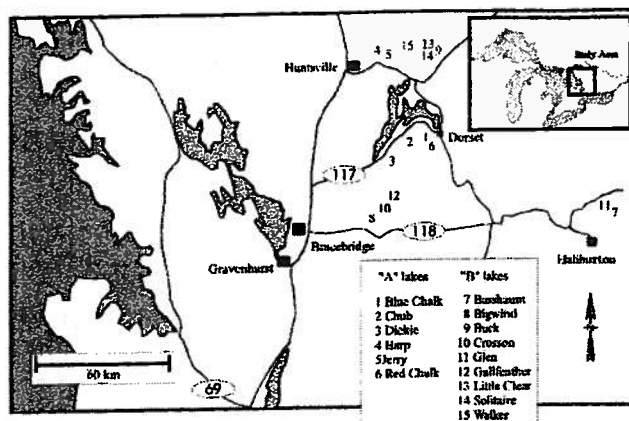 Study Area
15 13
4 5 14 9
Huntsville
Dorset
2 1
6
3
117
12
10
8
118
11 7
Bracebridge
Gravenhurst
Haliburton
"A" lakes
1 Blue Chalk
2 Chub
3 Dickie
4 Harp
5 Jerry
6 Red Chalk
"B" lakes
7 Basshaunt
8 Bigwind
9 Buck
10 Crosson
11 Glen
12 Gullfeather
13 Little Clear
14 Solitaire
15 Walker
60 km
69